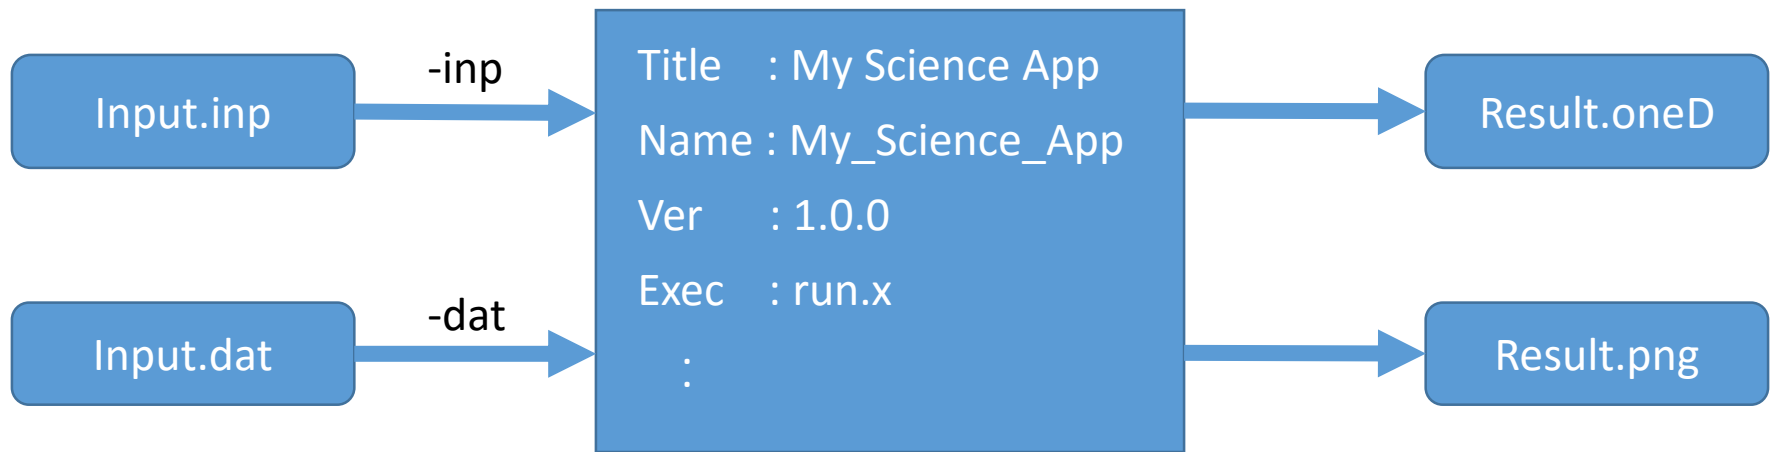 Input.inp
-inp
Input.dat
-dat
Title : My Science App
Name : My_Science_App
Ver : 1.0.0
Exec : run.x
:
Result.oneD
Result.png